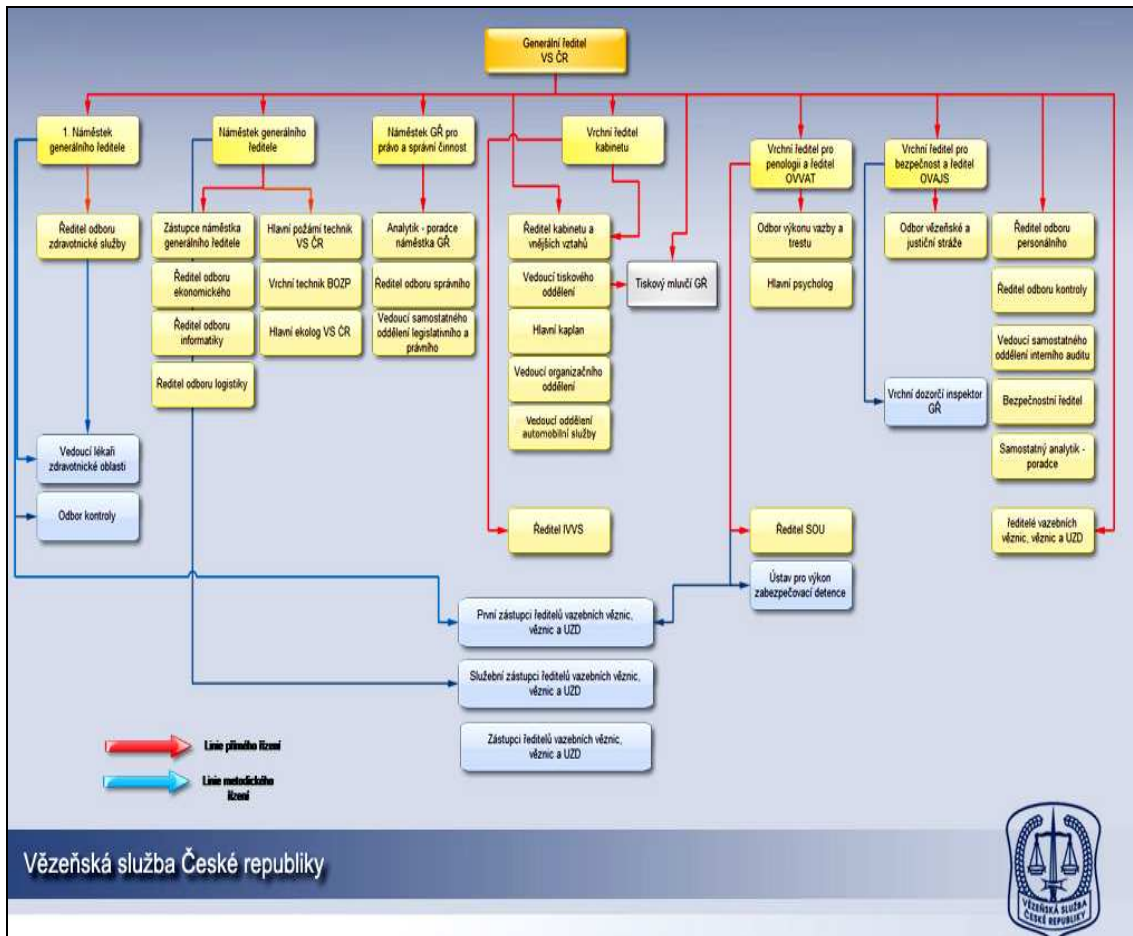 Generální ředitel
VS ČR
1. Náměstek
generálního ředitele
Náměstek generálního
ředitele
Náměstek GŘ pro
právo a správní činnost
Vrchní ředitel
kabinetu
Vrchní ředitel pro
penologii a ředitel
OVVAT
Vrchní ředitel pro
bezpečnost a ředitel
OVAJS
Ředitel odboru
zdravotnické služby
Zástupce náměstka
generálního ředitele
Ředitel odboru
ekonomického
Ředitel odboru
informatiky
Ředitel odboru logistiky
Hlavní požární technik
VS ČR
Vrchní technik BOZP
Hlavní ekolog VS ČR
Analytik - poradce
náměstka GŘ
Ředitel odboru správního
Vedoucí samostatného
oddělení legislativního a
právního
Ředitel kabinetu a
vnějších vztahů
Vedoucí tiskového
oddělení
Hlavní kaplan
Vedoucí organizačního
oddělení
Vedoucí oddělení
automobilní služby
Tiskový mluvčí GŘ
Odbor výkonu vazby a
trestu
Hlavní psycholog
Odbor vězeňské a
justiční stráže
Vrchní dozorčí inspektor
GŘ
Ředitel odboru
personálního
Ředitel odboru kontroly
Vedoucí samostatného
oddělení interního auditu
Bezpečnostní ředitel
Samostatný analytik -
poradce
ředitelé vazebních
věznic, věznic a UZD
Vedoucí lékaři
zdravotnické oblasti
Odbor kontroly
Ředitel IVVS
Ředitel SOU
Ústav pro výkon
zabezpečovací detence
První zástupci ředitelů vazebních věznic,
věznic a UZD
Služební zástupci ředitelů vazebních věznic,
věznic a UZD
Zástupci ředitelů vazebních věznic,
věznic a UZD
Linie přímého řízení
Linie metodického
řízení
Vězeňská služba České republiky
VĚZEŇSKÁ SLUŽBA
ČESKÉ REPUBLIKY